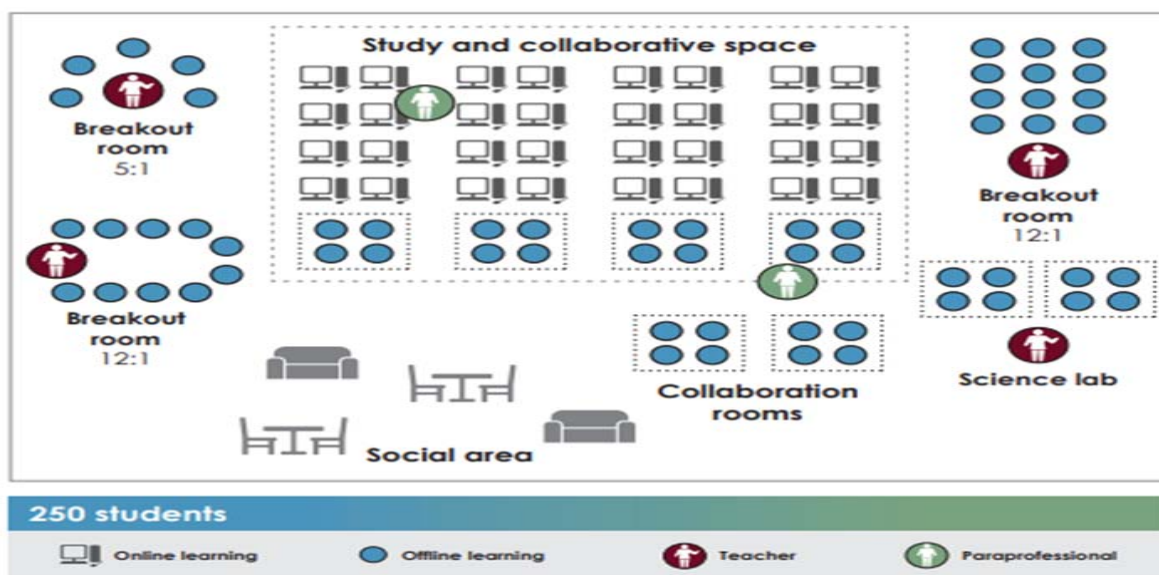 Study and collaborative space
Breakout
room
5:1
Breakout
room
12:1
Breakout
room
12:1
Science lab
Collaboration
rooms
Social area
250 students
Online learning
Offline learning
Teacher
Paraprofessional